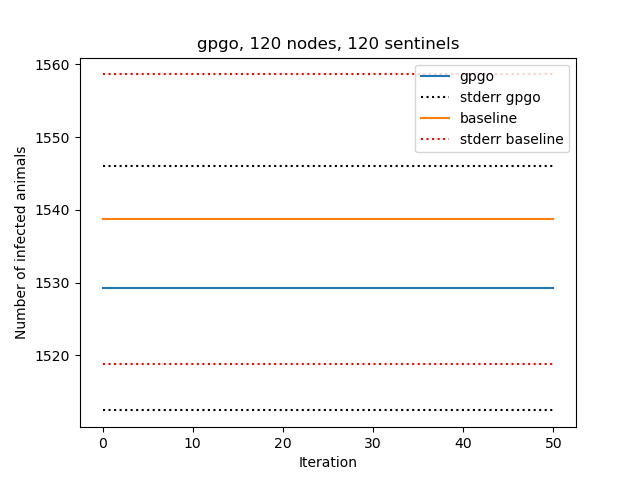 gpgo, 120 nodes, 120 sentinels
1560
1550
1540
1530
1520
Number of infected animals
gpgo
stderr gpgo
baseline
stderr baseline
0 10 20 30 40 50
Iteration